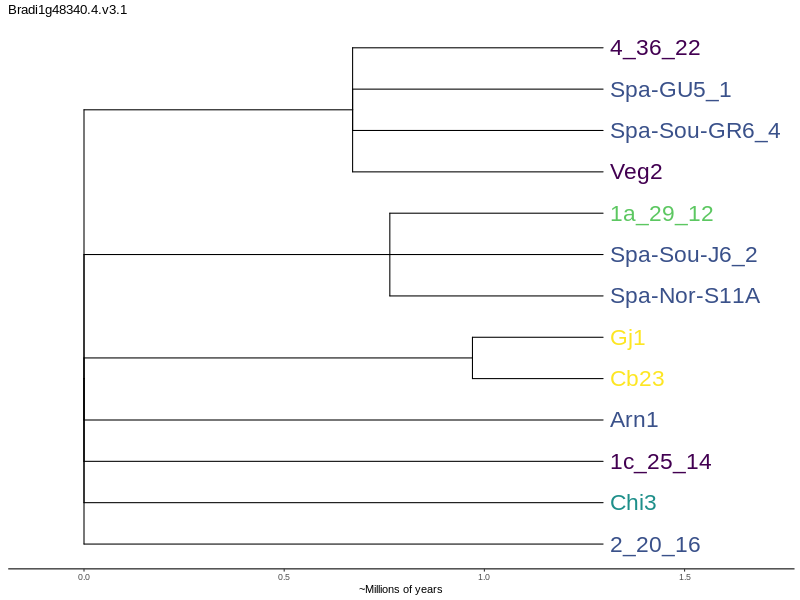 Bradi1g48340.4.v3.1
4_36_22
Spa-GU5_1
Spa-Sou-GR6_4
Veg2
1a_29_12
Spa-Sou-J6_2
Spa-Nor-S11A
Gj1
Cb23
Arn1
1c_25_14
Chi3
2_20_16
0.0 0.5 1.0 1.5
~Millions of years